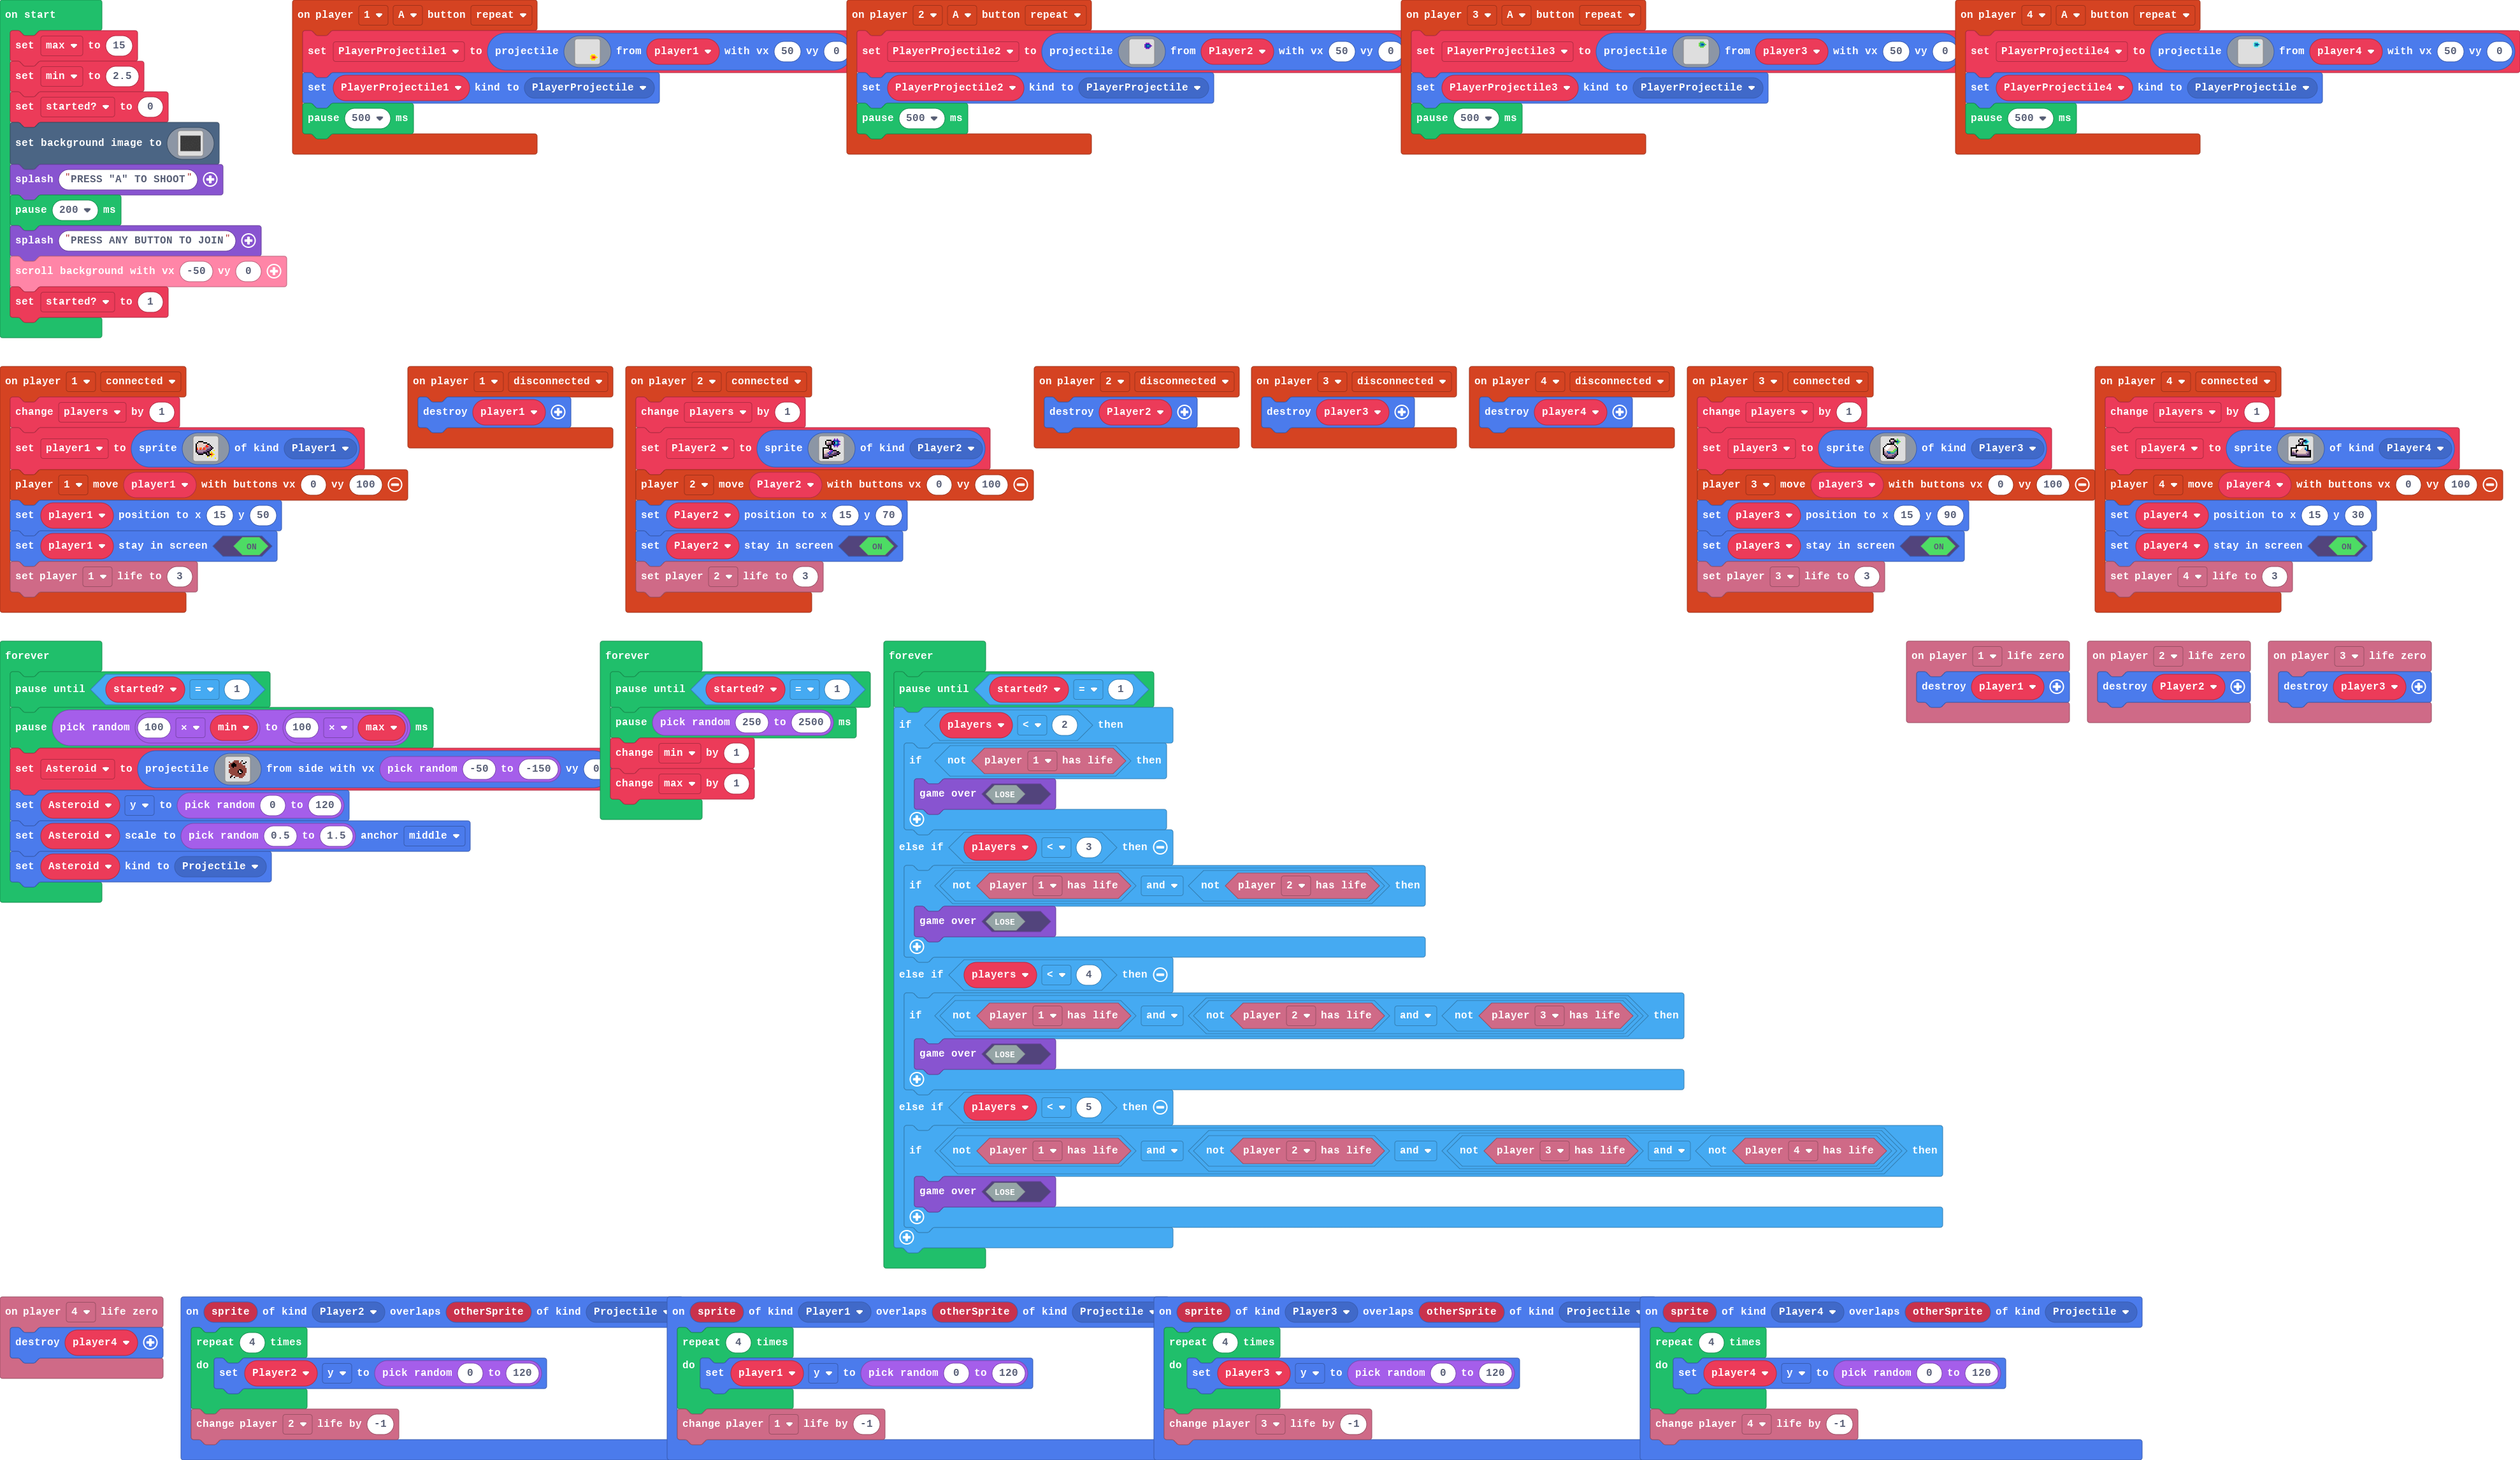 on start
set max to 15
set min to 2.5
set started? to 0
set background image to
splash "PRESS "A" TO SHOOT"
pause 200 ms
splash "PRESS ANY BUTTON TO JOIN"
scroll background with vx -50 vy 0
set started? to 1
on player 1 A button repeat
set PlayerProjectile1 to projectile from player1 with vx 50 vy 0
set PlayerProjectile1 kind to PlayerProjectile
pause 500 ms
on player 2 A button repeat
set PlayerProjectile2 to projectile from Player2 with vx 50 vy 0
set PlayerProjectile2 kind to PlayerProjectile
pause 500 ms
on player 3 A button repeat
set PlayerProjectile3 to projectile from player3 with vx 50 vy 0
set PlayerProjectile3 kind to PlayerProjectile
pause 500 ms
on player 4 A button repeat
set PlayerProjectile4 to projectile from player4 with vx 50 vy 0
set PlayerProjectile4 kind to PlayerProjectile
pause 500 ms
on player 1 connected
change players by 1
set player1 to sprite of kind Player1
player 1 move player1 with buttons vx 0 vy 100
set player1 position to x 15 y 50
set player1 stay in screen ON
set player 1 life to 3
on player 1 disconnected
destroy player1
on player 2 connected
change players by 1
set Player2 to sprite of kind Player2
player 2 move Player2 with buttons vx 0 vy 100
set Player2 position to x 15 y 70
set Player2 stay in screen ON
set player 2 life to 3
on player 2 disconnected
destroy Player2
on player 3 disconnected
destroy player3
on player 4 disconnected
destroy player4
on player 3 connected
change players by 1
set player3 to sprite of kind Player3
player 3 move player3 with buttons vx 0 vy 100
set player3 position to x 15 y 90
set player3 stay in screen ON
set player 3 life to 3
on player 4 connected
change players by 1
set player4 to sprite of kind Player4
player 4 move player4 with buttons vx 0 vy 100
set player4 position to x 15 y 30
set player4 stay in screen ON
set player 4 life to 3
forever
pause until started? = 1
pause pick random 100 × min to 100 × max ms
set Asteroid to projectile from side with vx pick random -50 to -150 vy 0
set Asteroid y to pick random 0 to 120
set Asteroid scale to pick random 0.5 to 1.5 anchor middle
set Asteroid kind to Projectile
forever
pause until started? = 1
pause pick random 250 to 2500 ms
change min by 1
change max by 1
forever
pause until started? = 1
if players < 2 then
if not player 1 has life then
game over LOSE
else if players < 3 then
if not player 1 has life and not player 2 has life then
game over LOSE
else if players < 4 then
if not player 1 has life and not player 2 has life and not player 3 has life then
game over LOSE
else if players < 5 then
if not player 1 has life and not player 2 has life and not player 3 has life and not player 4 has life then
game over LOSE
on player 1 life zero
destroy player1
on player 2 life zero
destroy Player2
on player 3 life zero
destroy player3
on player 4 life zero
destroy player4
on sprite of kind Player2 overlaps otherSprite of kind Projectile
repeat 4 times
do set Player2 y to pick random 0 to 120
change player 2 life by -1
on sprite of kind Player1 overlaps otherSprite of kind Projectile
repeat 4 times
do set player1 y to pick random 0 to 120
change player 1 life by -1
on sprite of kind Player3 overlaps otherSprite of kind Projectile
repeat 4 times
do set player3 y to pick random 0 to 120
change player 3 life by -1
on sprite of kind Player4 overlaps otherSprite of kind Projectile
repeat 4 times
do set player4 y to pick random 0 to 120
change player 4 life by -1